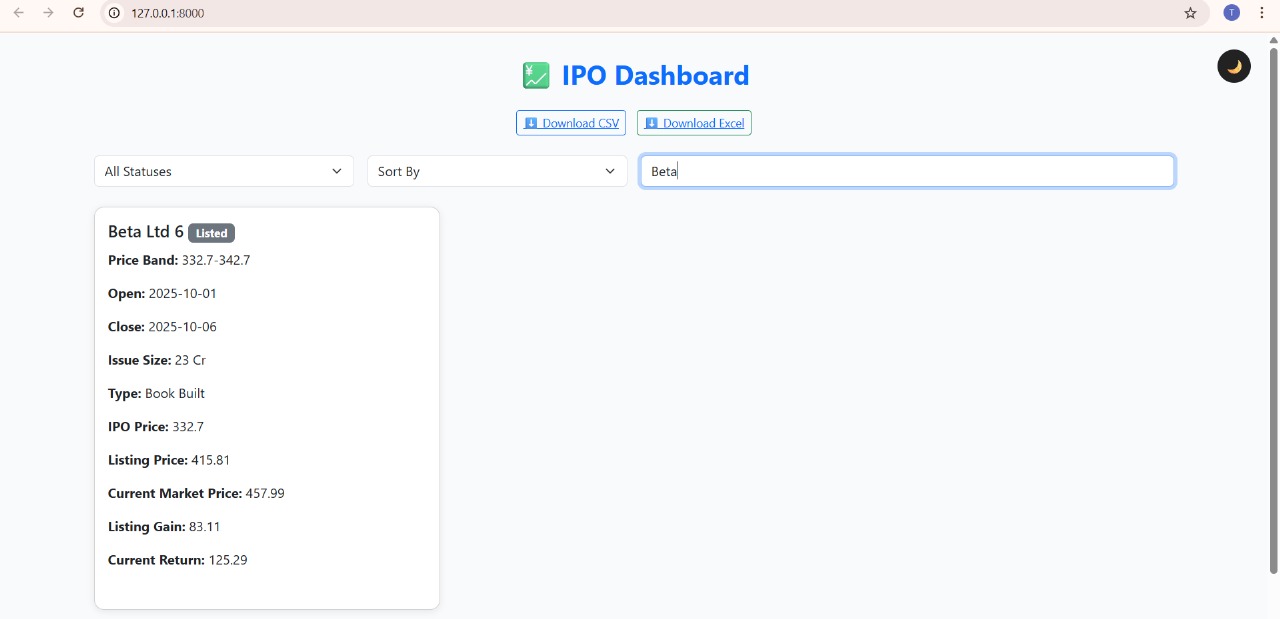 127.0.0.1:8000
T
IPO Dashboard
Download CSV
Download Excel
All Statuses
Sort By
Beta
Beta Ltd 6 Listed
Price Band: 332.7-342.7
Open: 2025-10-01
Close: 2025-10-06
Issue Size: 23 Cr
Type: Book Built
IPO Price: 332.7
Listing Price: 415.81
Current Market Price: 457.99
Listing Gain: 83.11
Current Return: 125.29